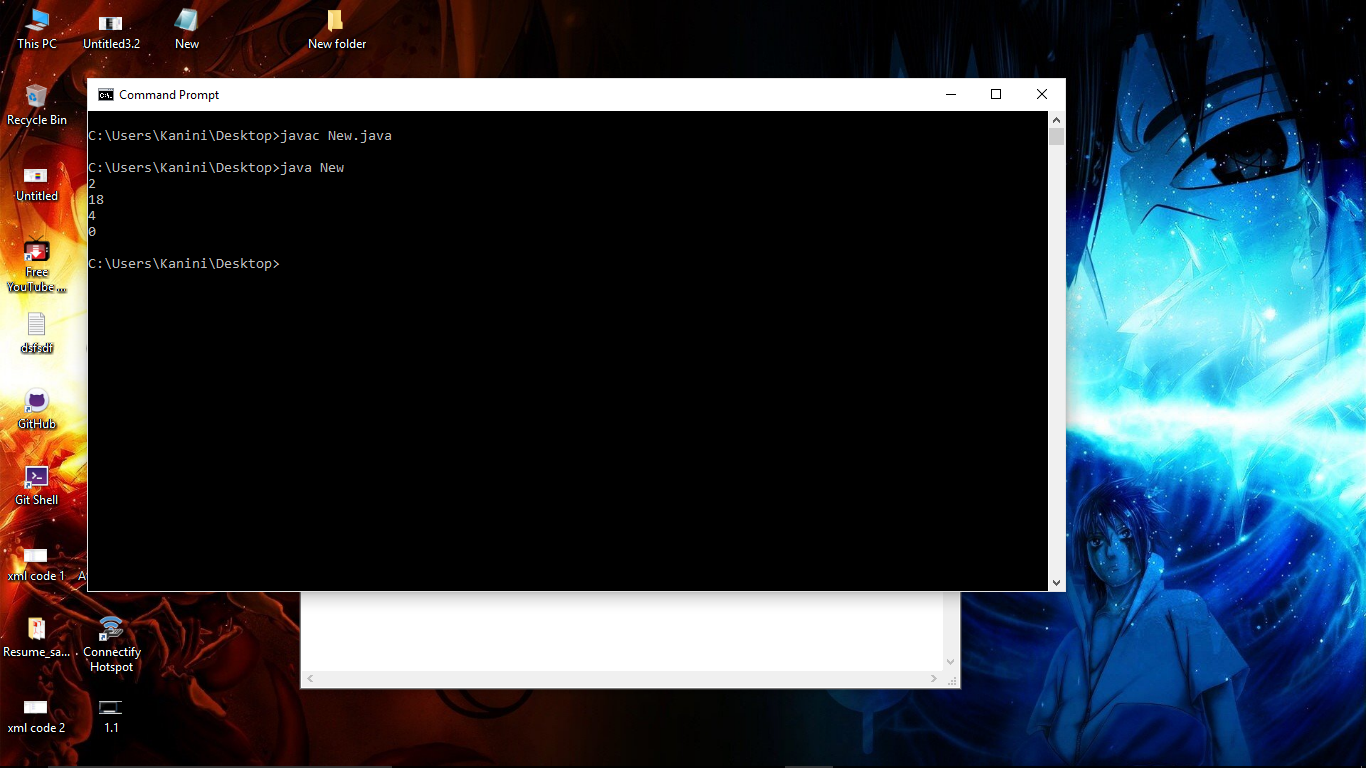 This PC
Untitled3.2
New
New folder
Recycle Bin
Untitled
Free
YouTube ...
dsfsdf
GitHub
Git Shell
xml code 1
A
Resume_sa...
Connectify
Hotspot
xml code 2
1.1
Command Prompt
C:\Users\Kanini\Desktop>javac New.java
C:\Users\Kanini\Desktop>java New
2
18
4
0
C:\Users\Kanini\Desktop>